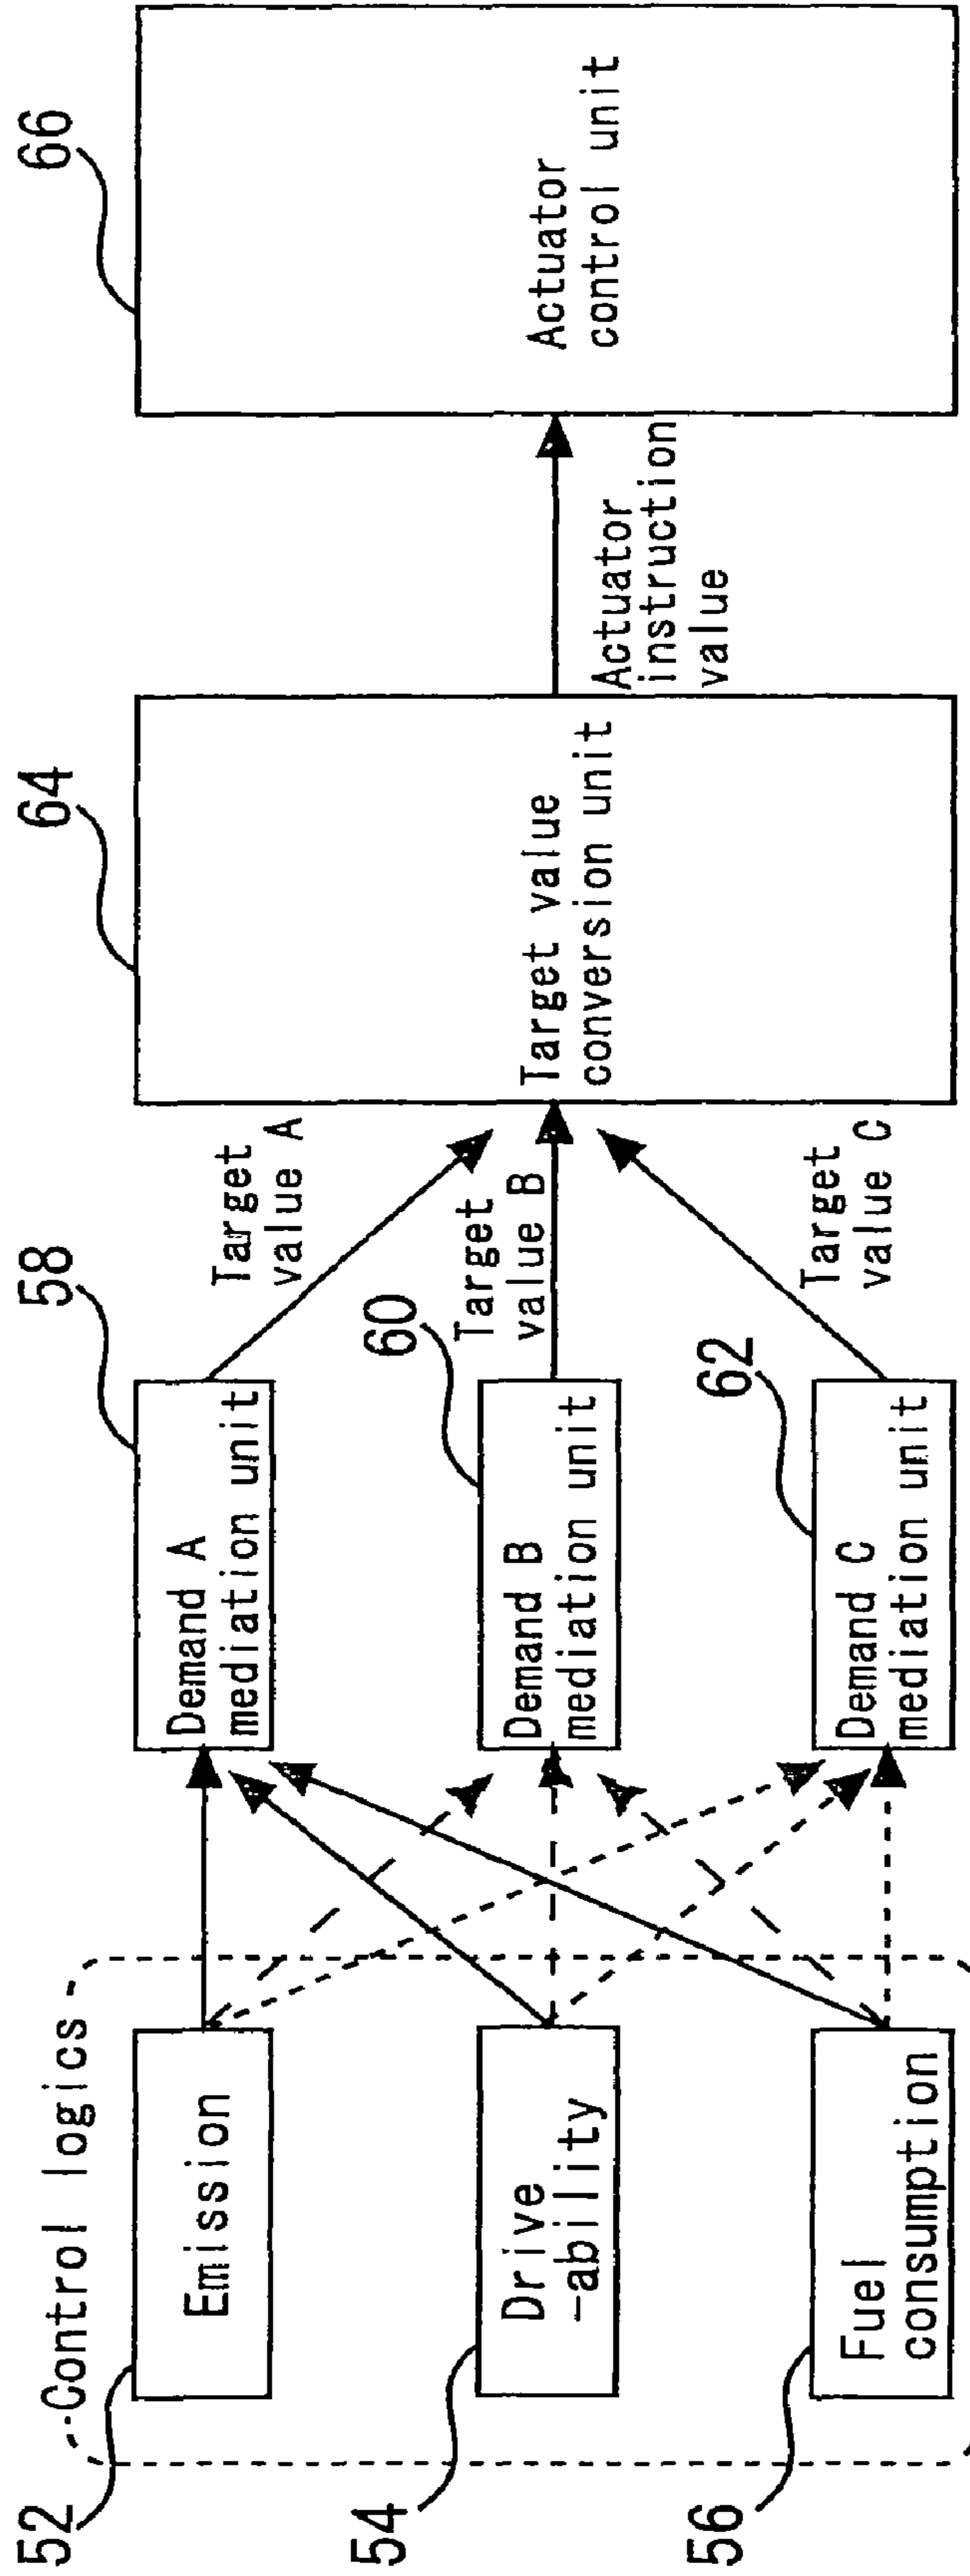 Control logics
52
Emission
54
Drive
-ability
56
Fuel
consumption
58
Demand A
mediation unit
60
Demand B
mediation unit
62
Demand C
mediation unit
Target
value A
Target
value B
Target
value C
64
Target value
conversion unit
Actuator
instruction
value
66
Actuator
control unit